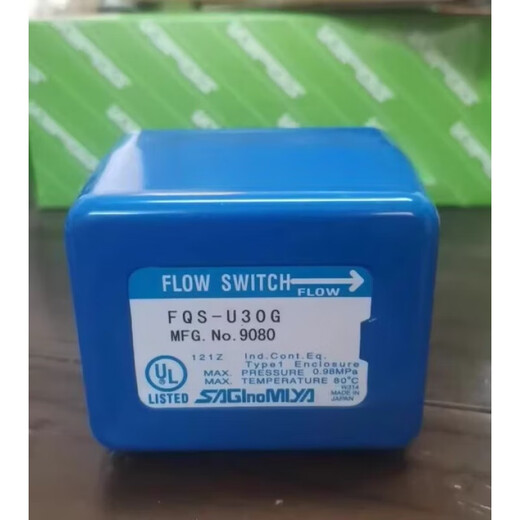 FLOW SWITCH
FLOW
FQS-U30G
MFG. No. 9080
121Z Ind. Cont. Eq.
Type1 Enclosure
MAX. PRESSURE 0.98MPa
MAX. TEMPERATURE 80°C
UL
LISTED
SAGInoMIYA
MADE IN
JAPAN